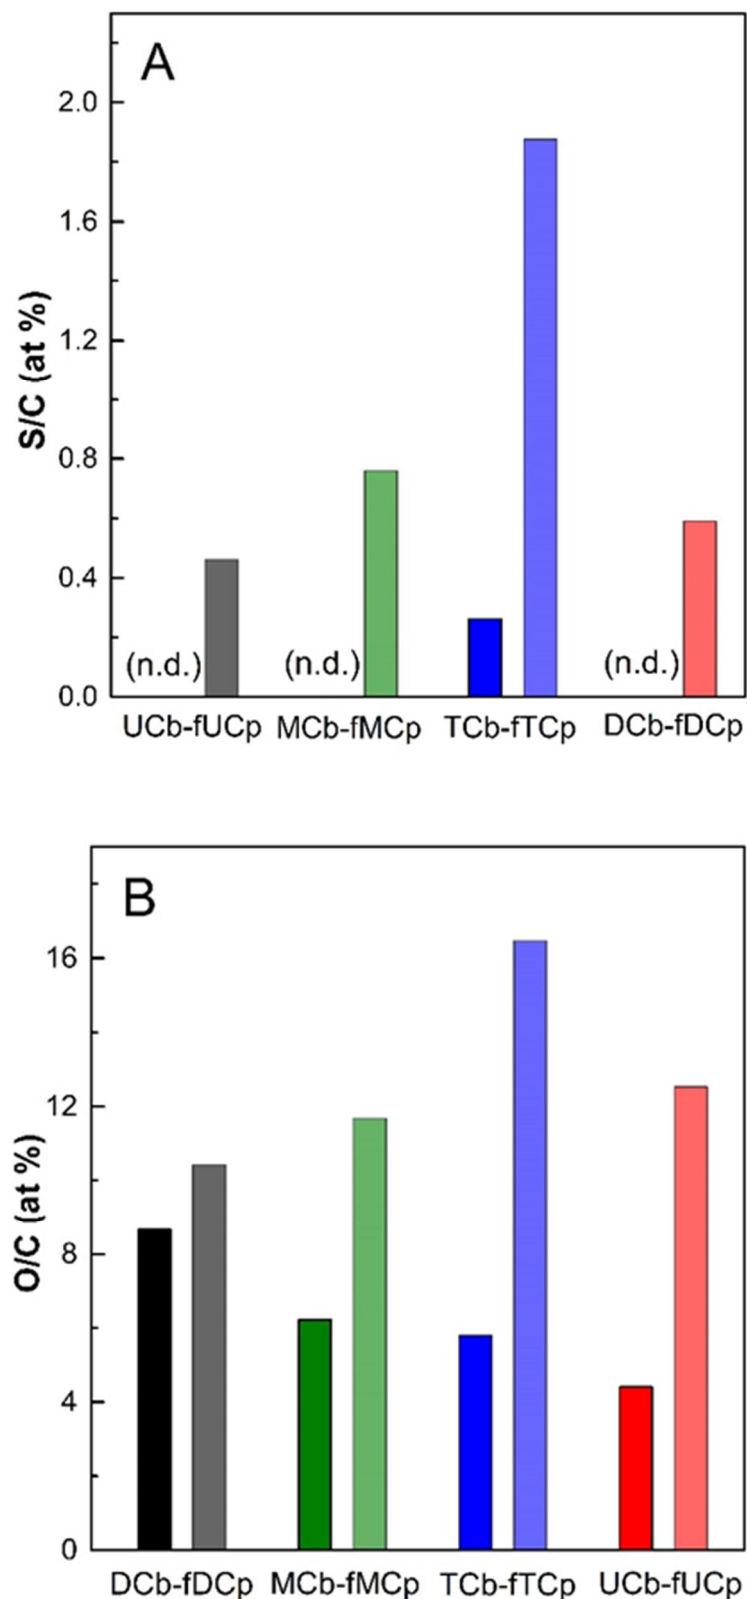 A
S/C (at %)
2.0
1.6
1.2
0.8
0.4
0.0
(n.d.) (n.d.) (n.d.)
UCb-fUCp MCb-fMCp TCb-fTCp DCb-fDCp
B
O/C (at %)
16
12
8
4
0
DCb-fDCp MCb-fMCp TCb-fTCp UCb-fUCp